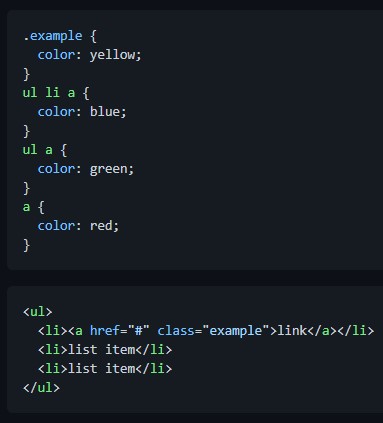 .example {
  color: yellow;
}
ul li a {
  color: blue;
}
ul a {
  color: green;
}
a {
  color: red;
}
<ul>
  <li><a href="#" class="example">link</a></li>
  <li>list item</li>
  <li>list item</li>
</ul>